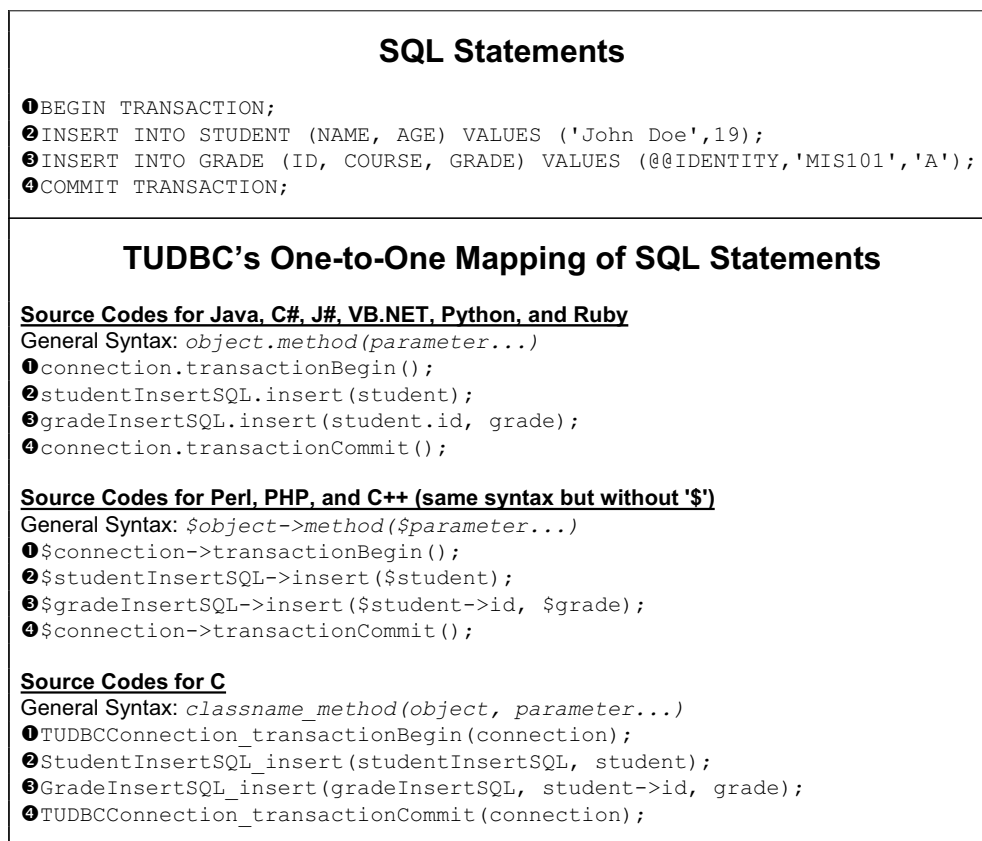 SQL Statements
❶BEGIN TRANSACTION;
❷INSERT INTO STUDENT (NAME, AGE) VALUES ('John Doe',19);
❸INSERT INTO GRADE (ID, COURSE, GRADE) VALUES (@@IDENTITY,'MIS101','A');
❹COMMIT TRANSACTION;
TUDBC’s One-to-One Mapping of SQL Statements
Source Codes for Java, C#, J#, VB.NET, Python, and Ruby
General Syntax: object.method(parameter...)
❶connection.transactionBegin();
❷studentInsertSQL.insert(student);
❸gradeInsertSQL.insert(student.id, grade);
❹connection.transactionCommit();
Source Codes for Perl, PHP, and C++ (same syntax but without '$')
General Syntax: $object->method($parameter...)
❶$connection->transactionBegin();
❷$studentInsertSQL->insert($student);
❸$gradeInsertSQL->insert($student->id, $grade);
❹$connection->transactionCommit();
Source Codes for C
General Syntax: classname_method(object, parameter...)
❶TUDBCConnection_transactionBegin(connection);
❷StudentInsertSQL_insert(studentInsertSQL, student);
❸GradeInsertSQL_insert(gradeInsertSQL, student->id, grade);
❹TUDBCConnection_transactionCommit(connection);